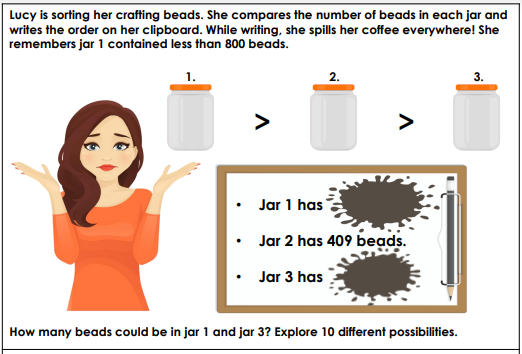 Lucy is sorting her crafting beads. She compares the number of beads in each jar and
writes the order on her clipboard. While writing, she spills her coffee everywhere! She
remembers jar 1 contained less than 800 beads.
1. 2. 3.
> >
• Jar 1 has
• Jar 2 has 409 beads.
• Jar 3 has
How many beads could be in jar 1 and jar 3? Explore 10 different possibilities.